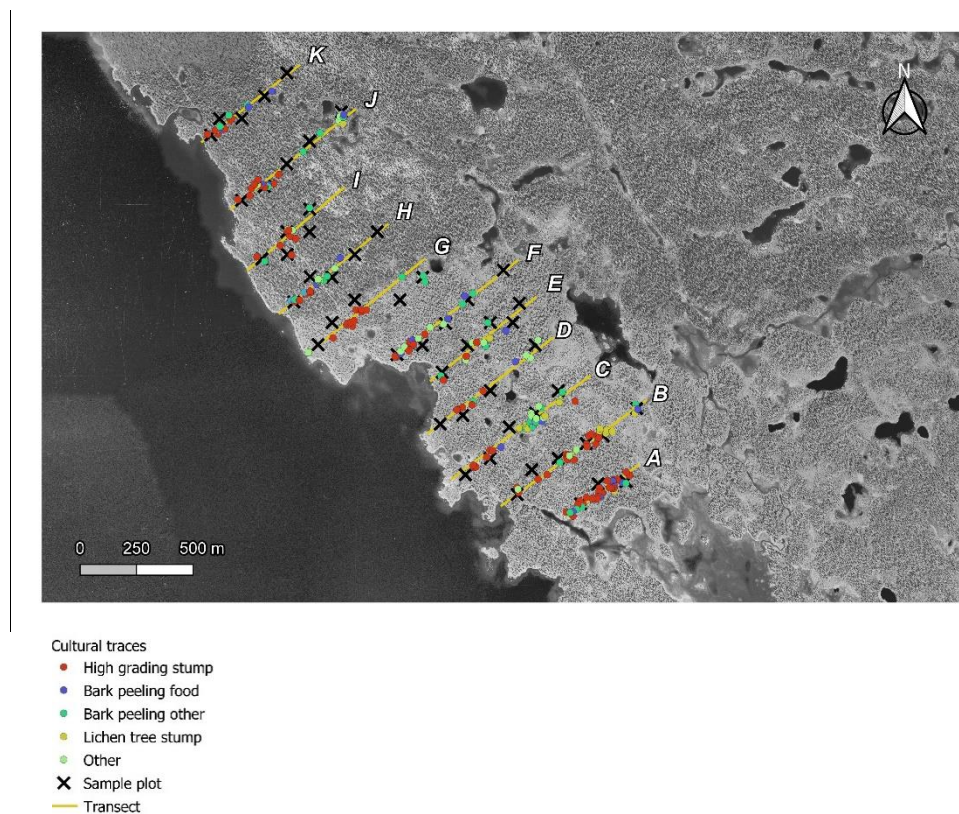 N
K
J
I
H
G
F
E
D
C
B
A
0 250 500 m
Cultural traces
High grading stump
Bark peeling food
Bark peeling other
Lichen tree stump
Other
Sample plot
Transect